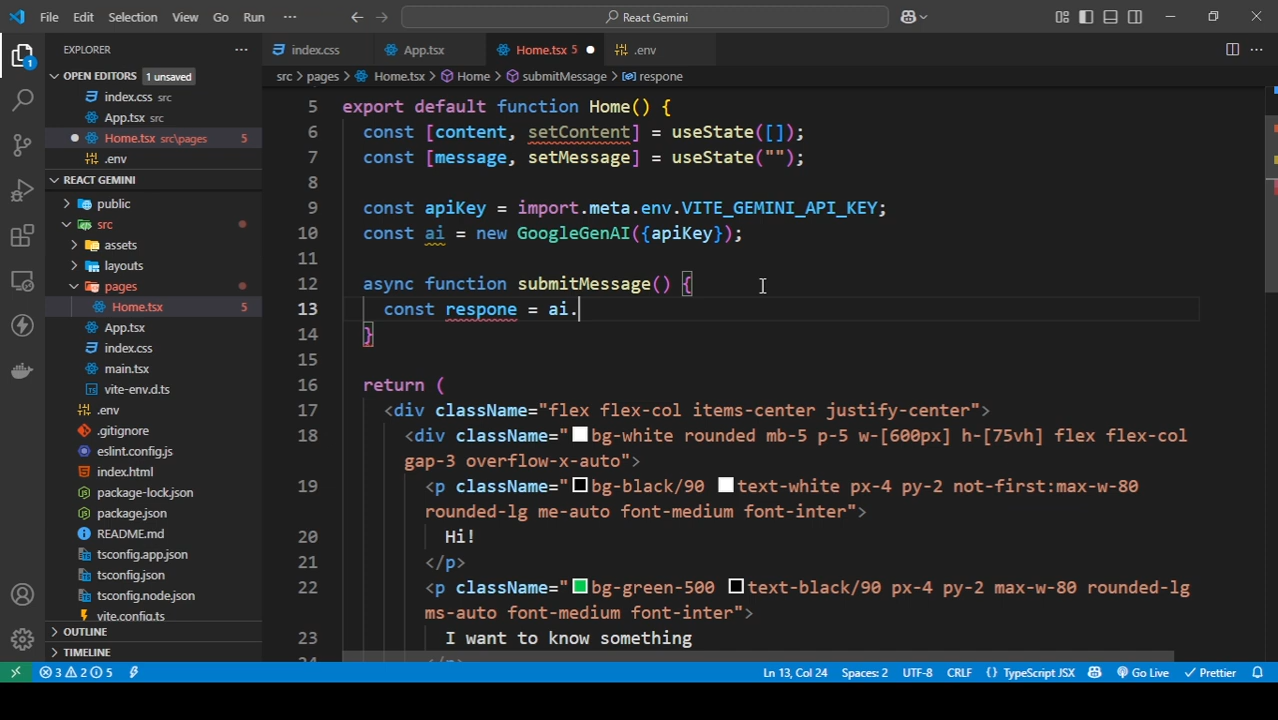 File Edit Selection View Go Run ··· React Gemini
EXPLORER ···
OPEN EDITORS 1 unsaved
index.css src
App.tsx src
Home.tsx src\pages 5
.env
REACT GEMINI
public
src
assets
layouts
pages
Home.tsx 5
App.tsx
index.css
main.tsx
vite-env.d.ts
.env
.gitignore
eslint.config.js
index.html
package-lock.json
package.json
README.md
tsconfig.app.json
tsconfig.json
tsconfig.node.json
vite.config.ts
OUTLINE
TIMELINE
index.css App.tsx Home.tsx 5 .env ···
src > pages > Home.tsx > Home > submitMessage > respone
5 export default function Home() {
6 const [content, setContent] = useState([]);
7 const [message, setMessage] = useState("");
8
9 const apiKey = import.meta.env.VITE_GEMINI_API_KEY;
10 const ai = new GoogleGenAI({apiKey});
11
12 async function submitMessage() {
13 const respone = ai.
14 }
15
16 return (
17 <div className="flex flex-col items-center justify-center">
18 <div className="bg-white rounded mb-5 p-5 w-[600px] h-[75vh] flex flex-col
gap-3 overflow-x-auto">
19 <p className="bg-black/90 text-white px-4 py-2 not-first:max-w-80
rounded-lg me-auto font-medium font-inter">
20 Hi!
21 </p>
22 <p className="bg-green-500 text-black/90 px-4 py-2 max-w-80 rounded-lg
ms-auto font-medium font-inter">
23 I want to know something
24 </p>
1
3 2 5 Ln 13, Col 24 Spaces: 2 UTF-8 CRLF {} TypeScript JSX Go Live Prettier